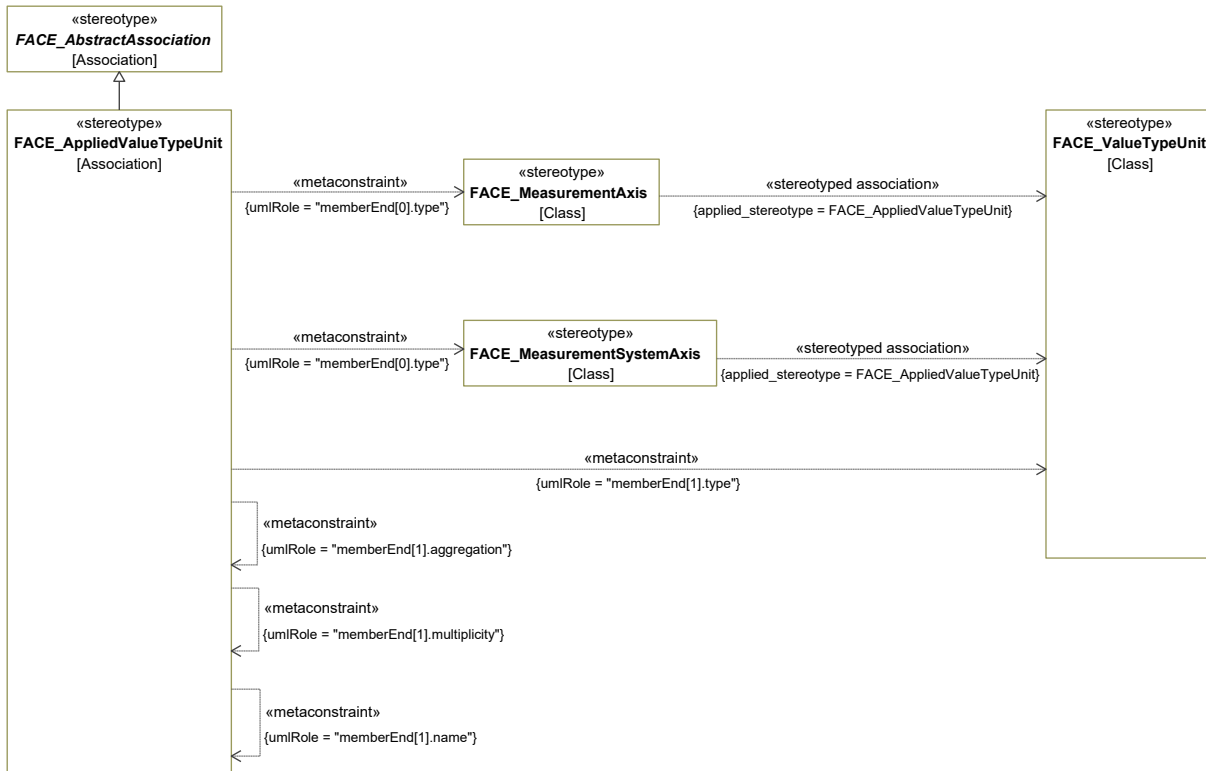 «stereotype»
FACE_AbstractAssociation
[Association]
«stereotype»
FACE_AppliedValueTypeUnit
[Association]
«stereotype»
FACE_ValueTypeUnit
[Class]
«metaconstraint»
{umlRole = "memberEnd[0].type"}
«stereotype»
FACE_MeasurementAxis
[Class]
«stereotyped association»
{applied_stereotype = FACE_AppliedValueTypeUnit}
«metaconstraint»
{umlRole = "memberEnd[0].type"}
«stereotype»
FACE_MeasurementSystemAxis
[Class]
«stereotyped association»
{applied_stereotype = FACE_AppliedValueTypeUnit}
«metaconstraint»
{umlRole = "memberEnd[1].type"}
«metaconstraint»
{umlRole = "memberEnd[1].aggregation"}
«metaconstraint»
{umlRole = "memberEnd[1].multiplicity"}
«metaconstraint»
{umlRole = "memberEnd[1].name"}